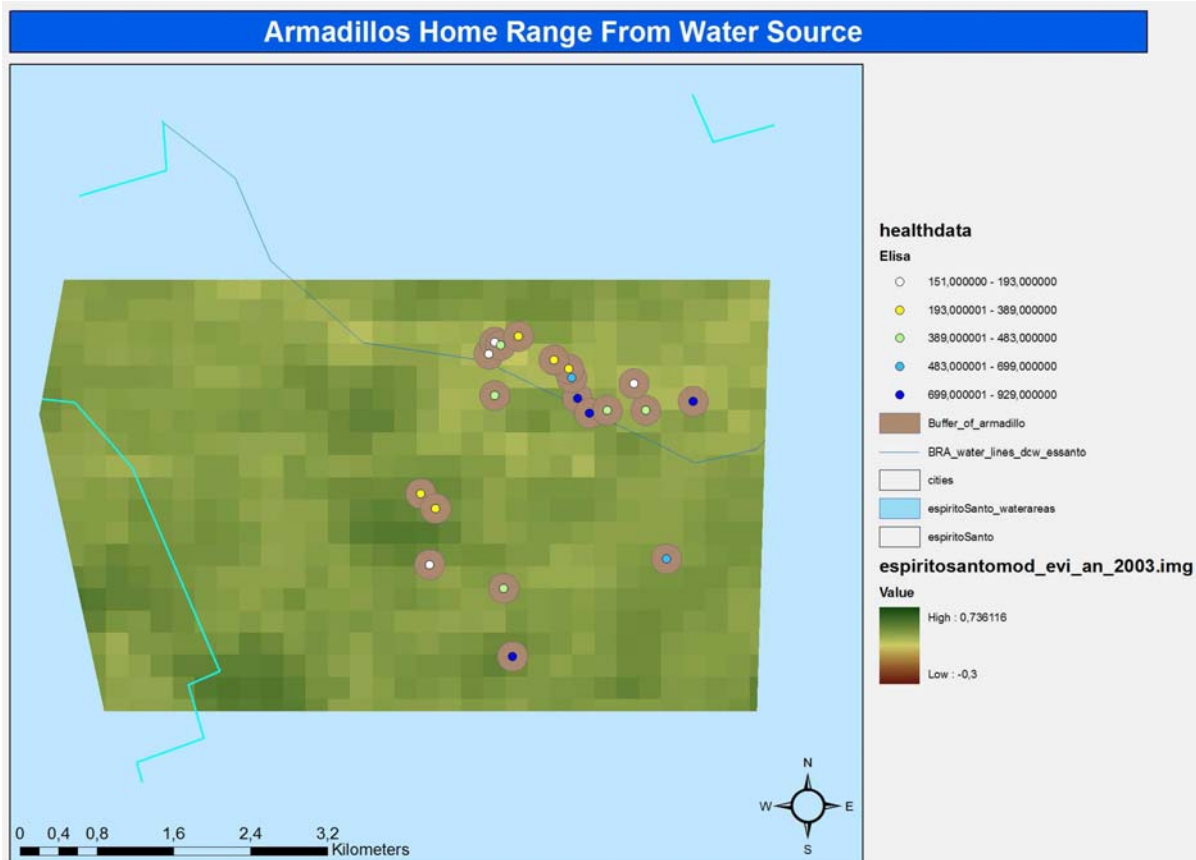 Armadillos Home Range From Water Source
healthdata
Elisa
151,000000 - 193,000000
193,000001 - 389,000000
389,000001 - 483,000000
483,000001 - 699,000000
699,000001 - 929,000000
Buffer_of_armadillo
BRA_water_lines_dcw_essanto
cities
espiritoSanto_waterareas
espiritoSanto
espiritosantomod_evi_an_2003.img
Value
High : 0,736116
Low : -0,3
N
W E
S
0 0,4 0,8 1,6 2,4 3,2
Kilometers